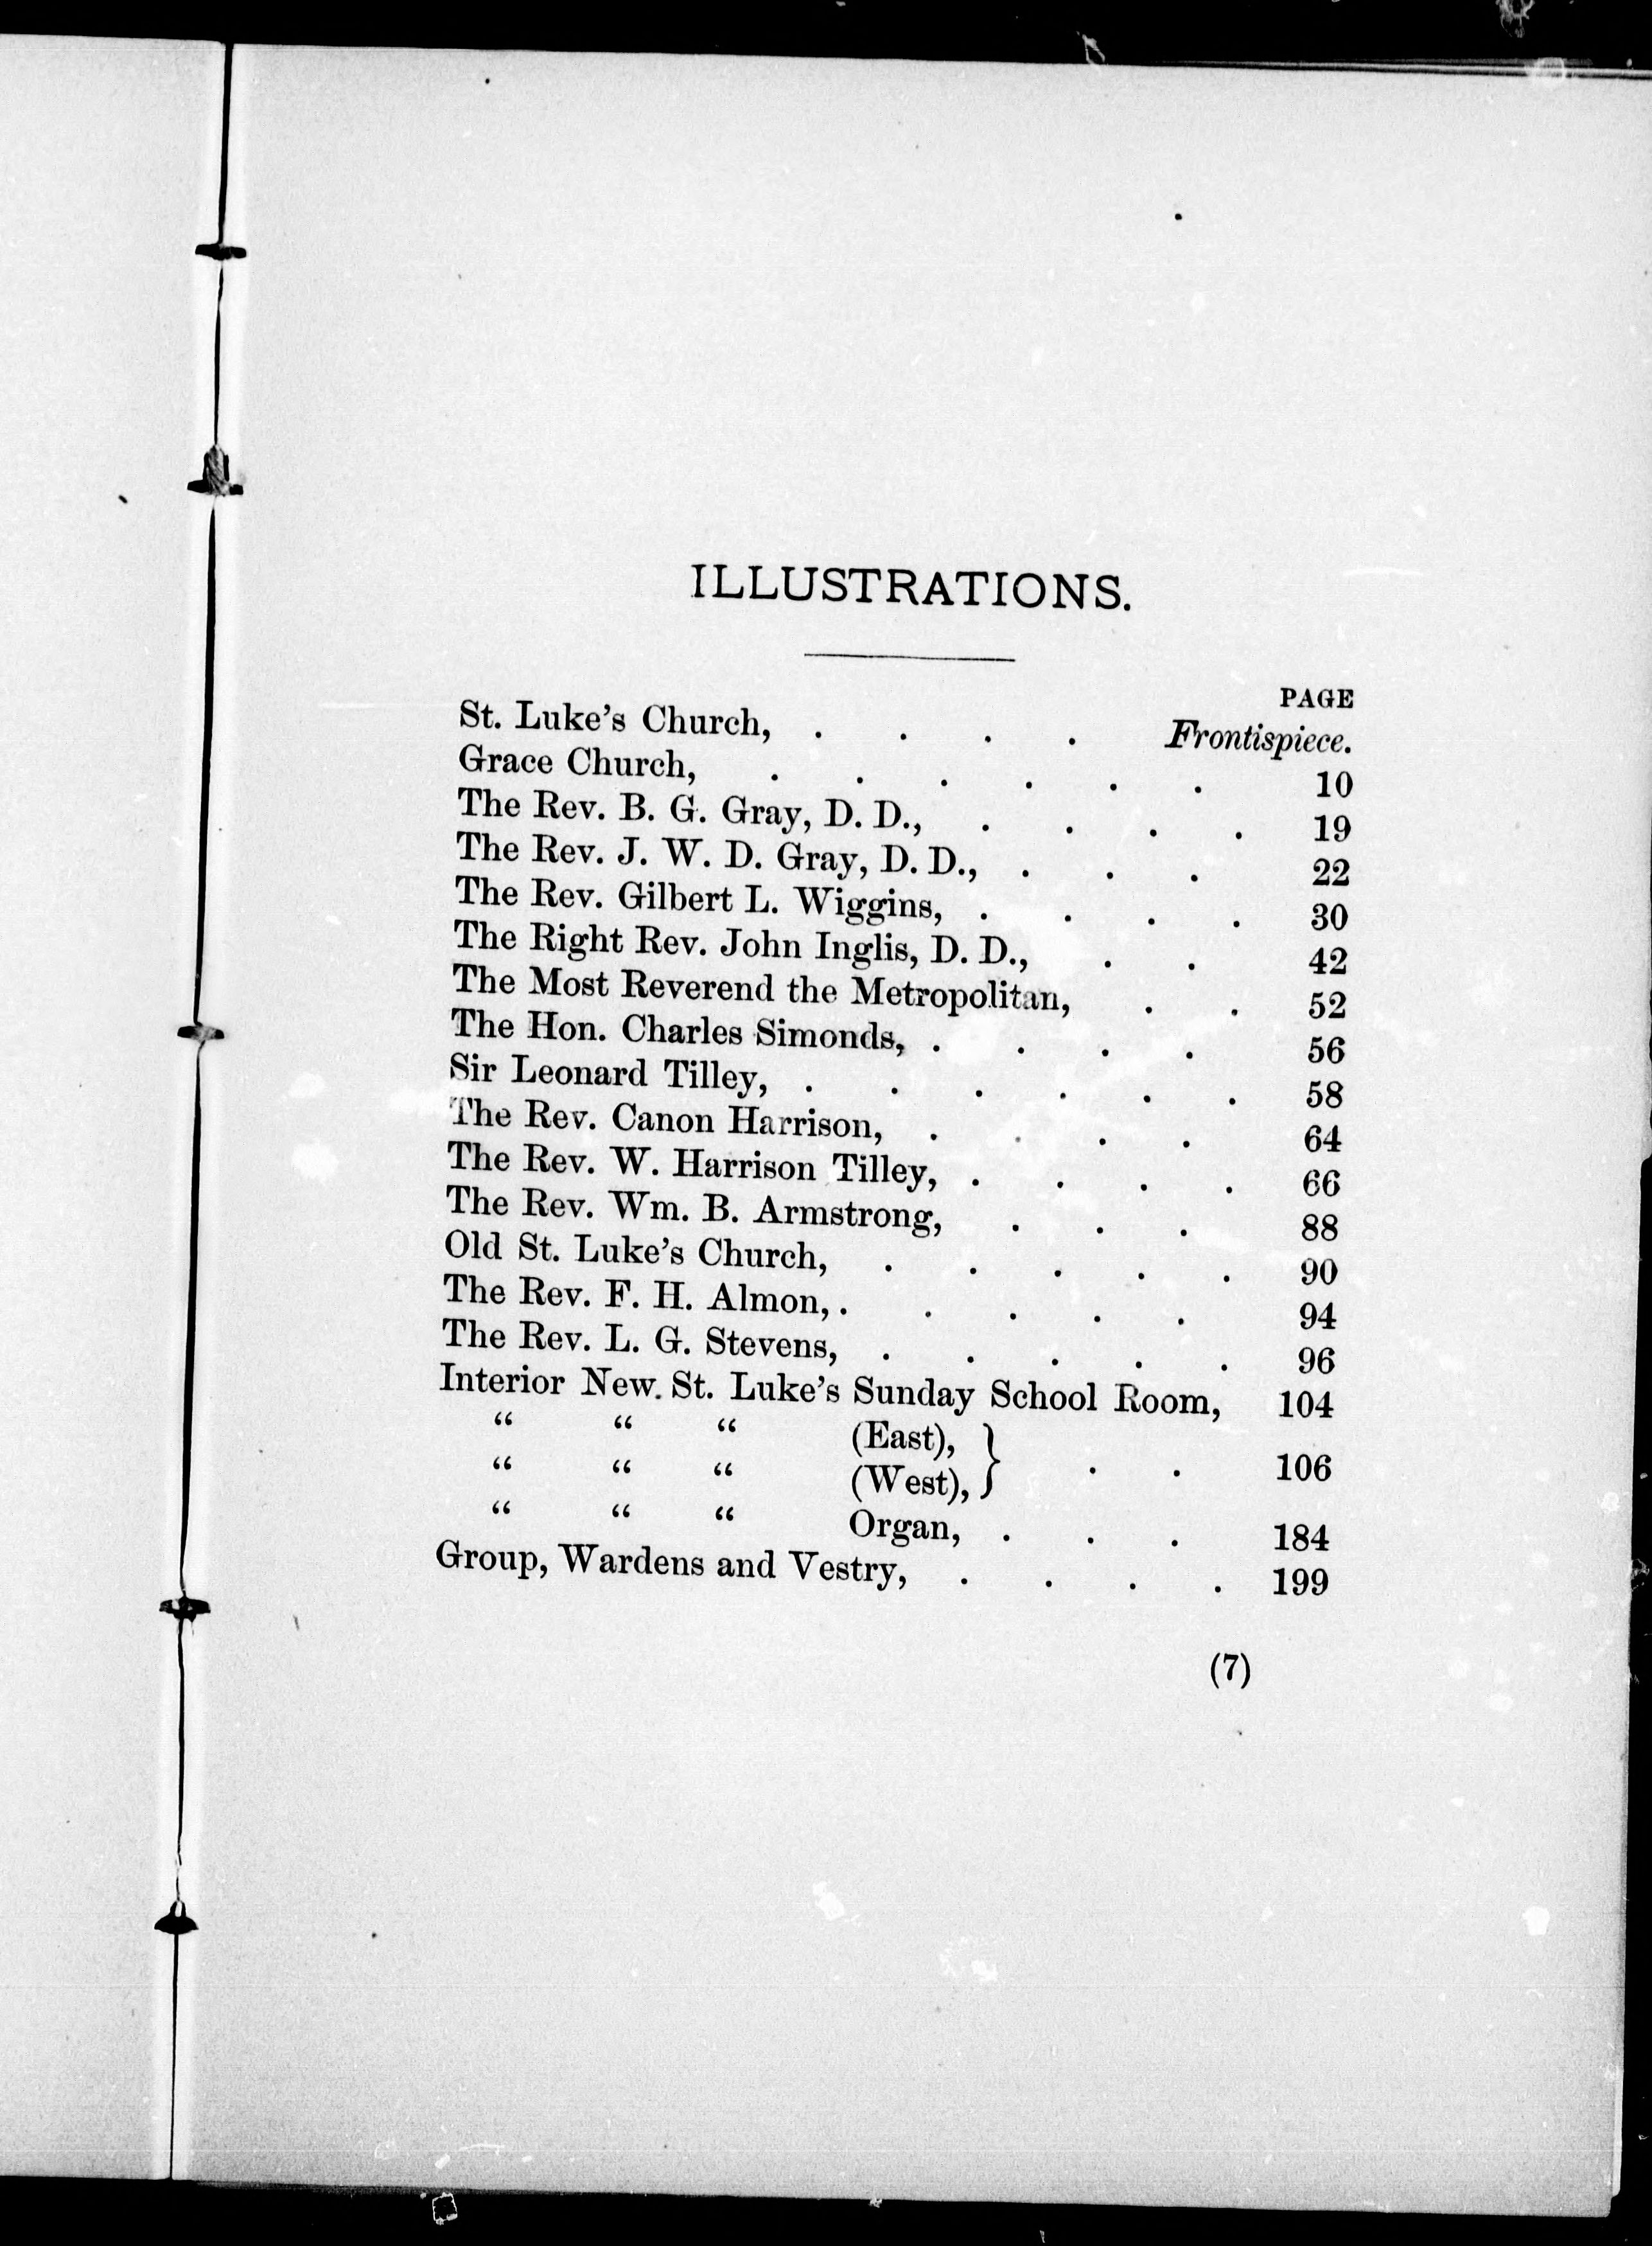 ILLUSTRATIONS.
PAGE
St. Luke's Church, . . . . Frontispiece.
Grace Church, . . . . . . 10
The Rev. B. G. Gray, D. D., . . . . 19
The Rev. J. W. D. Gray, D. D., . . . 22
The Rev. Gilbert L. Wiggins, . . . . 30
The Right Rev. John Inglis, D. D., . . 42
The Most Reverend the Metropolitan, . . 52
The Hon. Charles Simonds, . . . . 56
Sir Leonard Tilley, . . . . . . 58
The Rev. Canon Harrison, . . . . 64
The Rev. W. Harrison Tilley, . . . . 66
The Rev. Wm. B. Armstrong, . . . 88
Old St. Luke's Church, . . . . . 90
The Rev. F. H. Almon, . . . . . 94
The Rev. L. G. Stevens, . . . . . 96
Interior New. St. Luke's Sunday School Room, 104
“ “ “ (East), }
“ “ “ (West), } . . 106
“ “ “ Organ, . . . 184
Group, Wardens and Vestry, . . . . 199
(7)